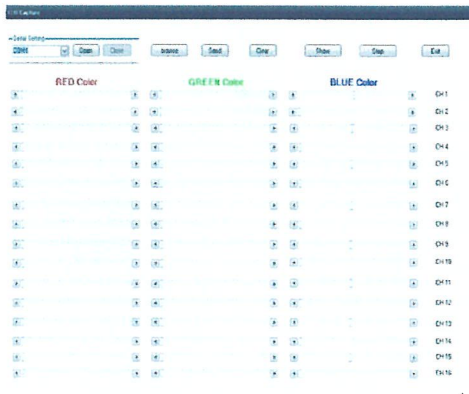 Serial Setting
Open Close Send Clear Show Stop Exit
RED Color GREEN Color BLUE Color
CH 1
CH 2
CH 3
CH 4
CH 5
CH 6
CH 7
CH 8
CH 9
CH 10
CH 11
CH 12
CH 13
CH 14
CH 15
CH 16